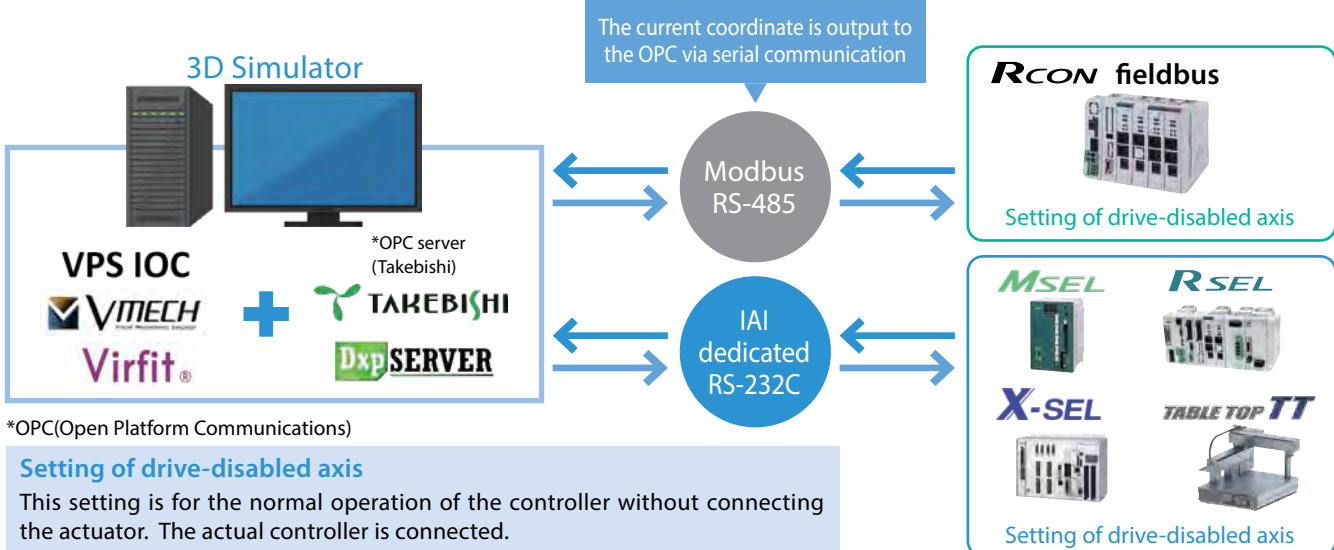 The current coordinate is output to
the OPC via serial communication
3D Simulator
RCON fieldbus
Modbus
RS-485
Setting of drive-disabled axis
*OPC server
(Takebishi)
VPS IOC
VMECH
TAKEBISHI
Virfit®
DxpSERVER
IAI
dedicated
RS-232C
MSEL
RSEL
X-SEL
TABLE TOP TT
Setting of drive-disabled axis
*OPC(Open Platform Communications)
Setting of drive-disabled axis
This setting is for the normal operation of the controller without connecting
the actuator. The actual controller is connected.